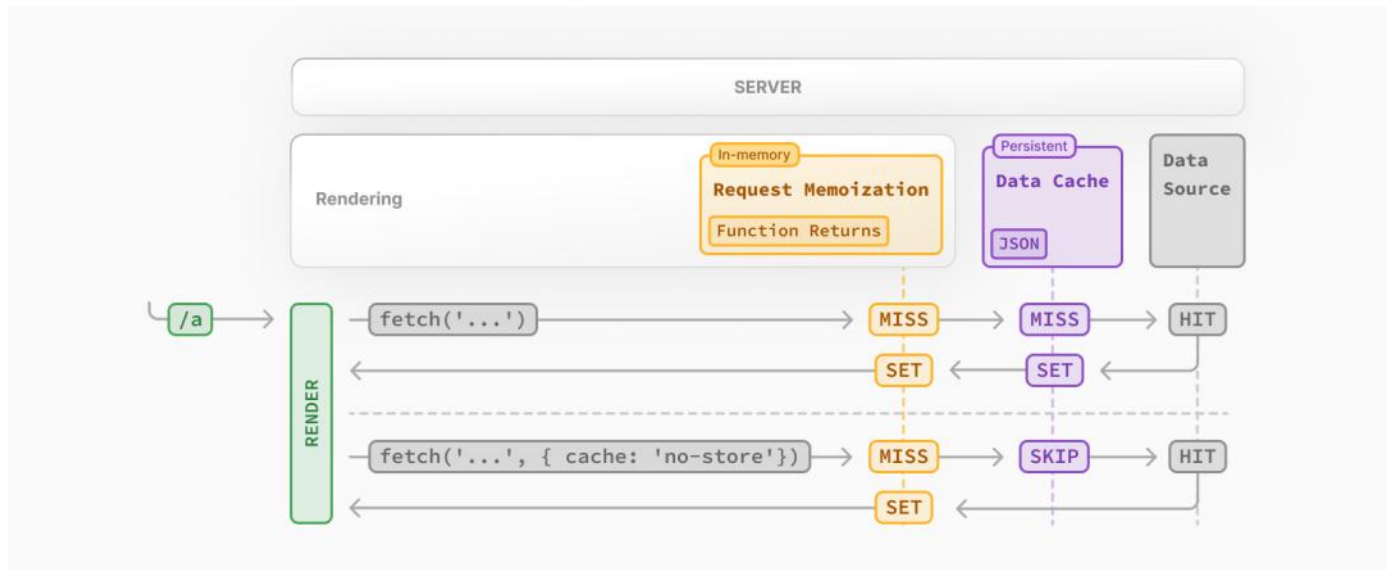 SERVER
Rendering
In-memory
Request Memoization
Function Returns
Persistent
Data Cache
JSON
Data
Source
/a
RENDER
fetch('...')
MISS
MISS
HIT
SET
SET
fetch('...', { cache: 'no-store'})
MISS
SKIP
HIT
SET